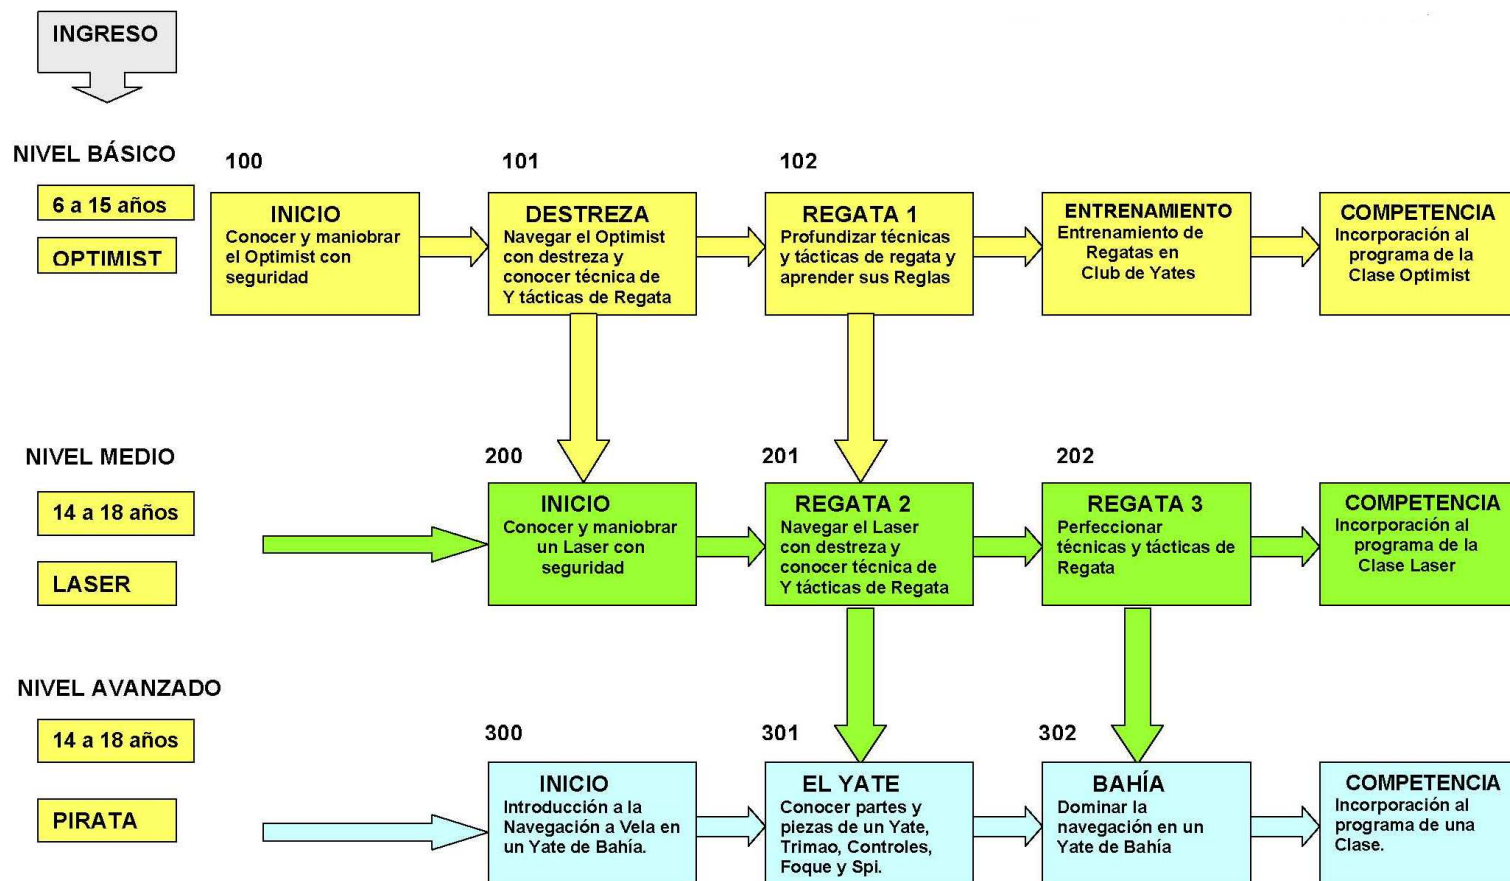 INGRESO
NIVEL BÁSICO
6 a 15 años
OPTIMIST
100
INICIO
Conocer y maniobrar
el Optimist con
seguridad
101
DESTREZA
Navegar el Optimist
con destreza y
conocer técnica de
Y tácticas de Regata
102
REGATA 1
Profundizar técnicas
y tácticas de regata y
aprender sus Reglas
ENTRENAMIENTO
Entrenamiento de
Regatas en
Club de Yates
COMPETENCIA
Incorporación al
programa de la
Clase Optimist
NIVEL MEDIO
14 a 18 años
LASER
200
INICIO
Conocer y maniobrar
un Laser con
seguridad
201
REGATA 2
Navegar el Laser
con destreza y
conocer técnica de
Y tácticas de Regata
202
REGATA 3
Perfeccionar
técnicas y tácticas de
Regata
COMPETENCIA
Incorporación al
programa de la
Clase Laser
NIVEL AVANZADO
14 a 18 años
PIRATA
300
INICIO
Introducción a la
Navegación a Vela en
un Yate de Bahía.
301
EL YATE
Conocer partes y
piezas de un Yate,
Trimao, Controles,
Foque y Spi.
302
BAHÍA
Dominar la
navegación en un
Yate de Bahía
COMPETENCIA
Incorporación al
programa de una
Clase.